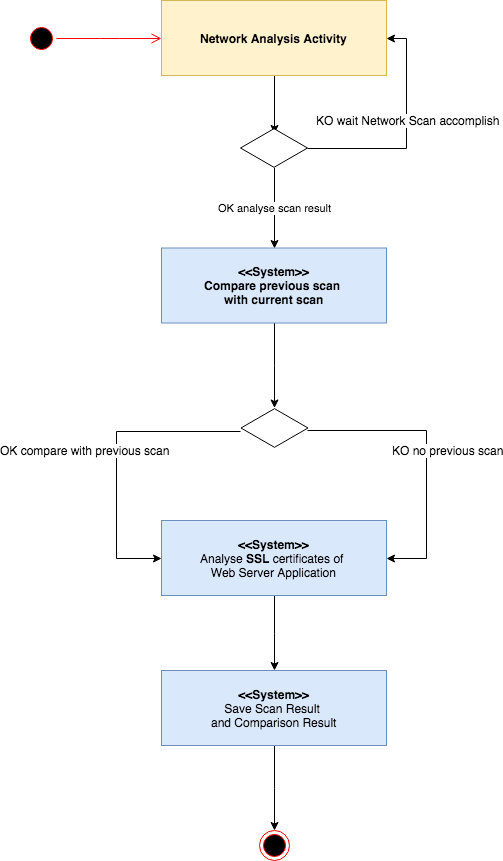 Network Analysis Activity
KO wait Network Scan accomplish
OK analyse scan result
<<System>>
Compare previous scan
with current scan
OK compare with previous scan
KO no previous scan
<<System>>
Analyse SSL certificates of
Web Server Application
<<System>>
Save Scan Result
and Comparison Result